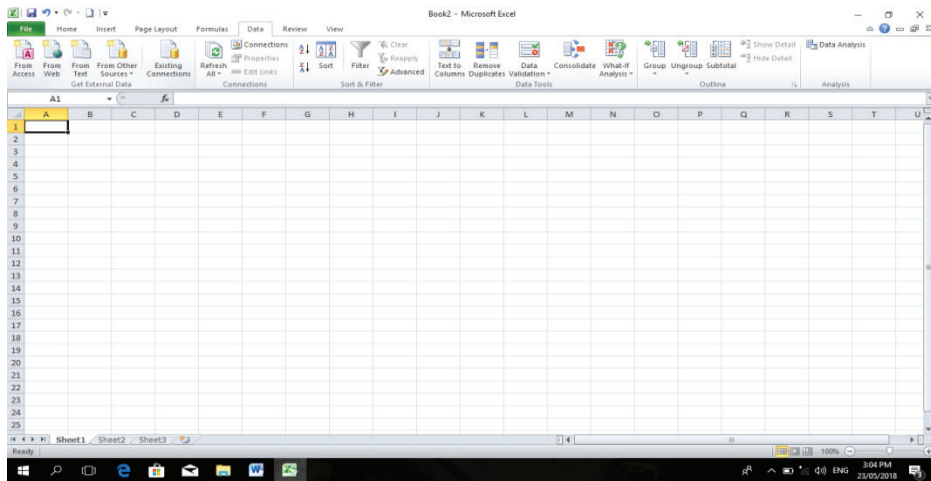 Book2 - Microsoft Excel
File Home Insert Page Layout Formulas Data Review View
From Access
From Web
From Text
From Other Sources
Existing Connections
Get External Data
Refresh All
Connections
Properties
Edit Links
Connections
Sort
Filter
Clear
Reapply
Advanced
Sort & Filter
Text to Columns
Remove Duplicates
Data Validation
Consolidate
What-If Analysis
Data Tools
Group
Ungroup
Subtotal
Show Detail
Hide Detail
Outline
Data Analysis
Analysis
A1 fx
A B C D E F G H I J K L M N O P Q R S T U
1
2
3
4
5
6
7
8
9
10
11
12
13
14
15
16
17
18
19
20
21
22
23
24
25
Sheet1 Sheet2 Sheet3
Ready 100%
ENG 3:04 PM
23/05/2018